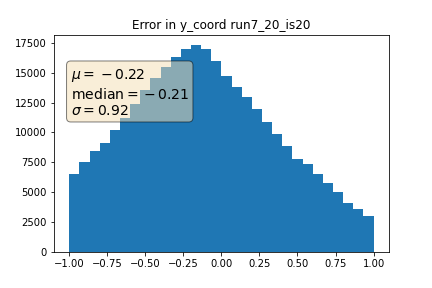 Error in y_coord run7_20_is20
17500
15000
12500
10000
7500
5000
2500
0
μ = −0.22
median = −0.21
σ = 0.92
−1.00 −0.75 −0.50 −0.25 0.00 0.25 0.50 0.75 1.00